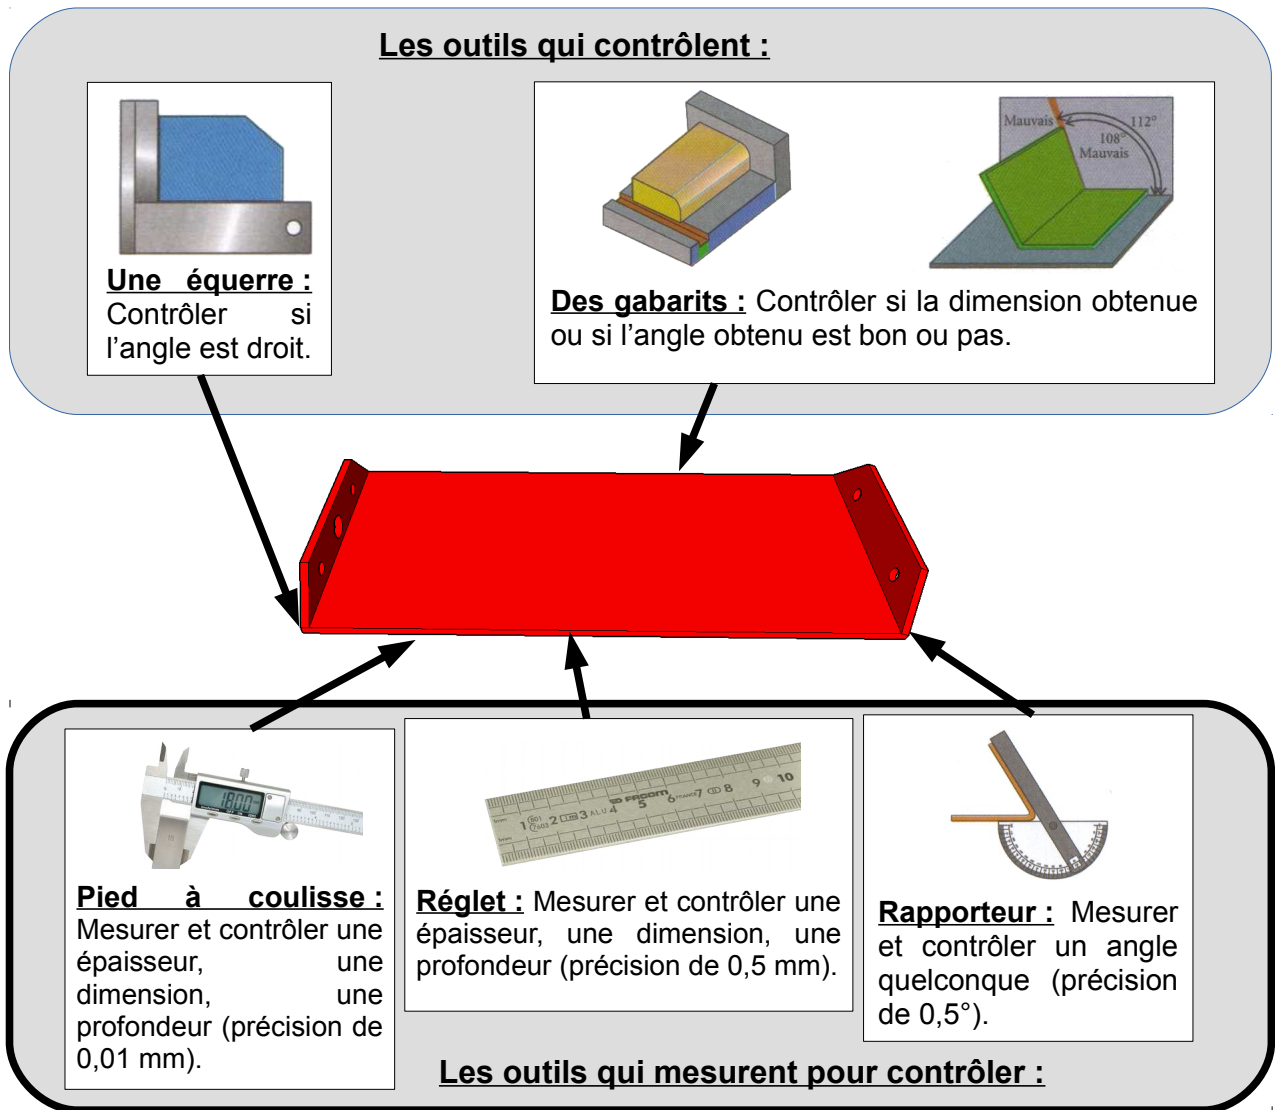 Les outils qui contrôlent :
Une équerre :
Contrôler si
l'angle est droit.
Mauvais
112°
108°
Mauvais
Des gabarits : Contrôler si la dimension obtenue
ou si l'angle obtenu est bon ou pas.
18.00
Pied à coulisse :
Mesurer et contrôler une
épaisseur, une
dimension, une
profondeur (précision de
0,01 mm).
1 2 3 ALU 4 5 6 7 8 9 10
FACOM
FRANCE
Réglet : Mesurer et contrôler une
épaisseur, une dimension, une
profondeur (précision de 0,5 mm).
Rapporteur : Mesurer
et contrôler un angle
quelconque (précision
de 0,5°).
Les outils qui mesurent pour contrôler :